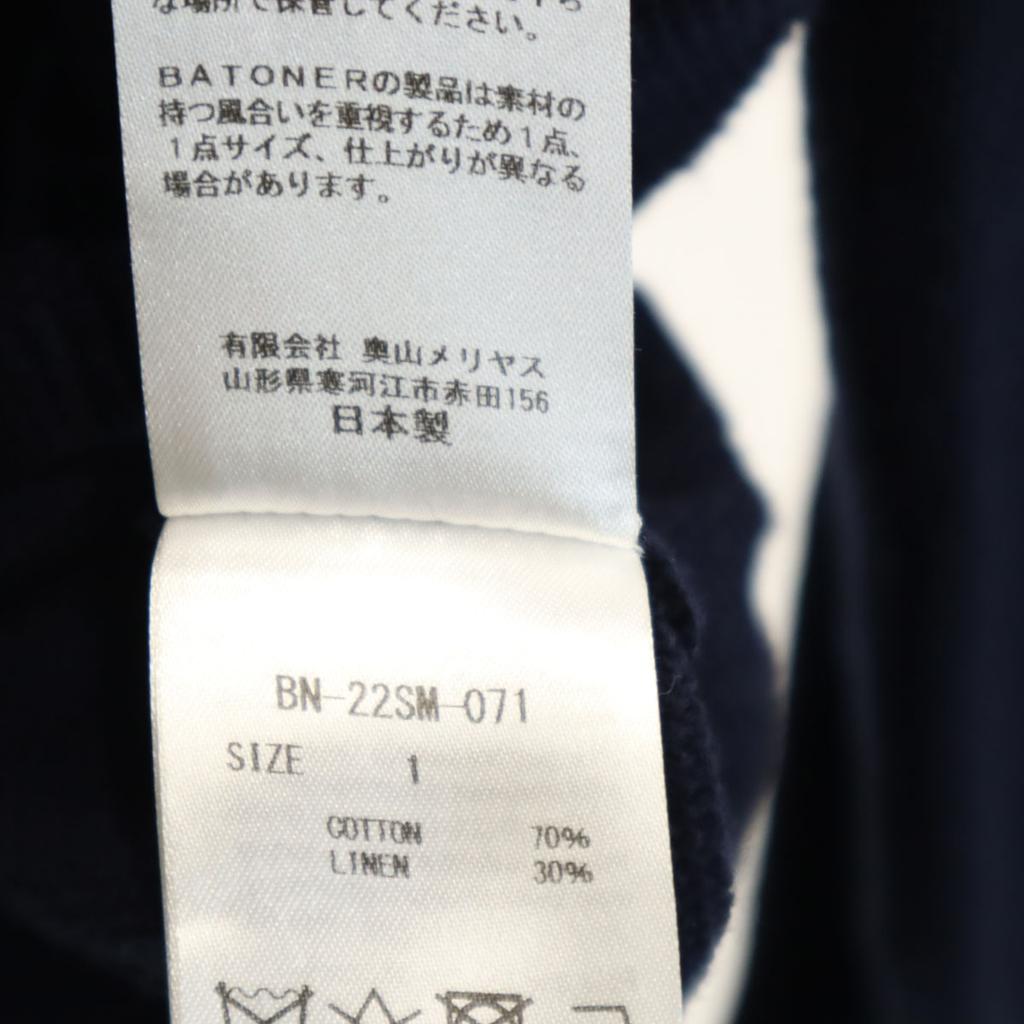 な場所で保管してください。
BATONERの製品は素材の
持つ風合いを重視するため1点、
1点サイズ、仕上がりが異なる
場合があります。
有限会社 奥山メリヤス
山形県寒河江市赤田156
日本製
BN-22SM-071
SIZE 1
COTTON 70%
LINEN 30%